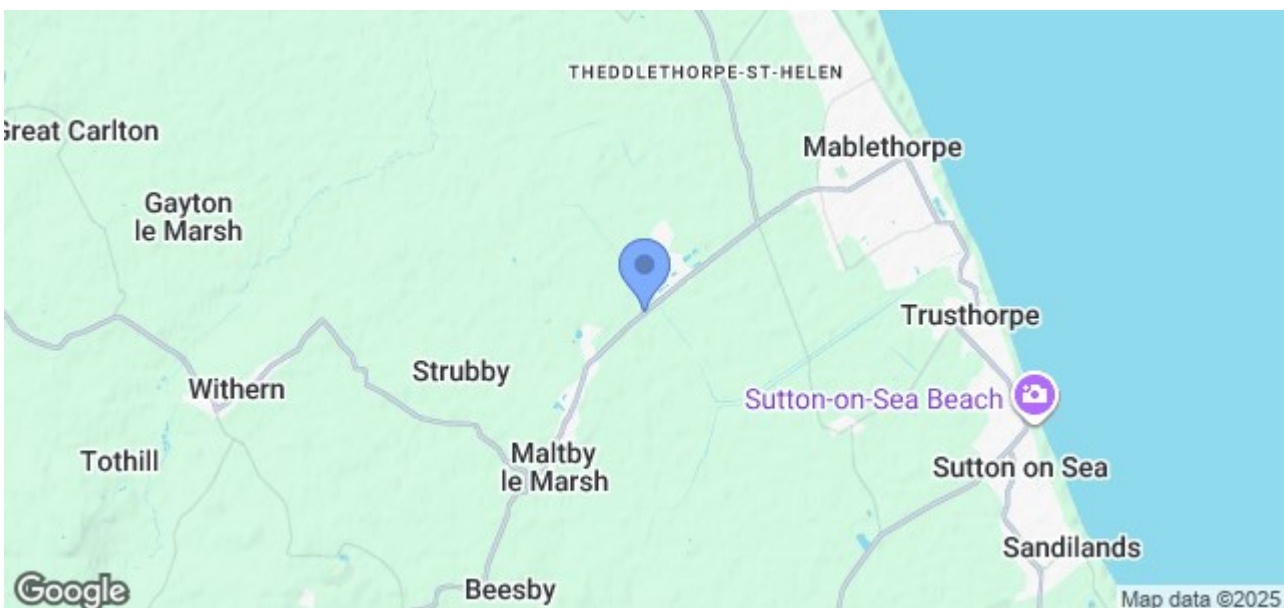 THEDDLETHORPE-ST-HELEN
Great Carlton
Mablethorpe
Gayton
le Marsh
Trusthorpe
Strubby
Withern
Sutton-on-Sea Beach
Maltby
le Marsh
Tothill
Sutton on Sea
Sandilands
Beesby
Google
Map data ©2025